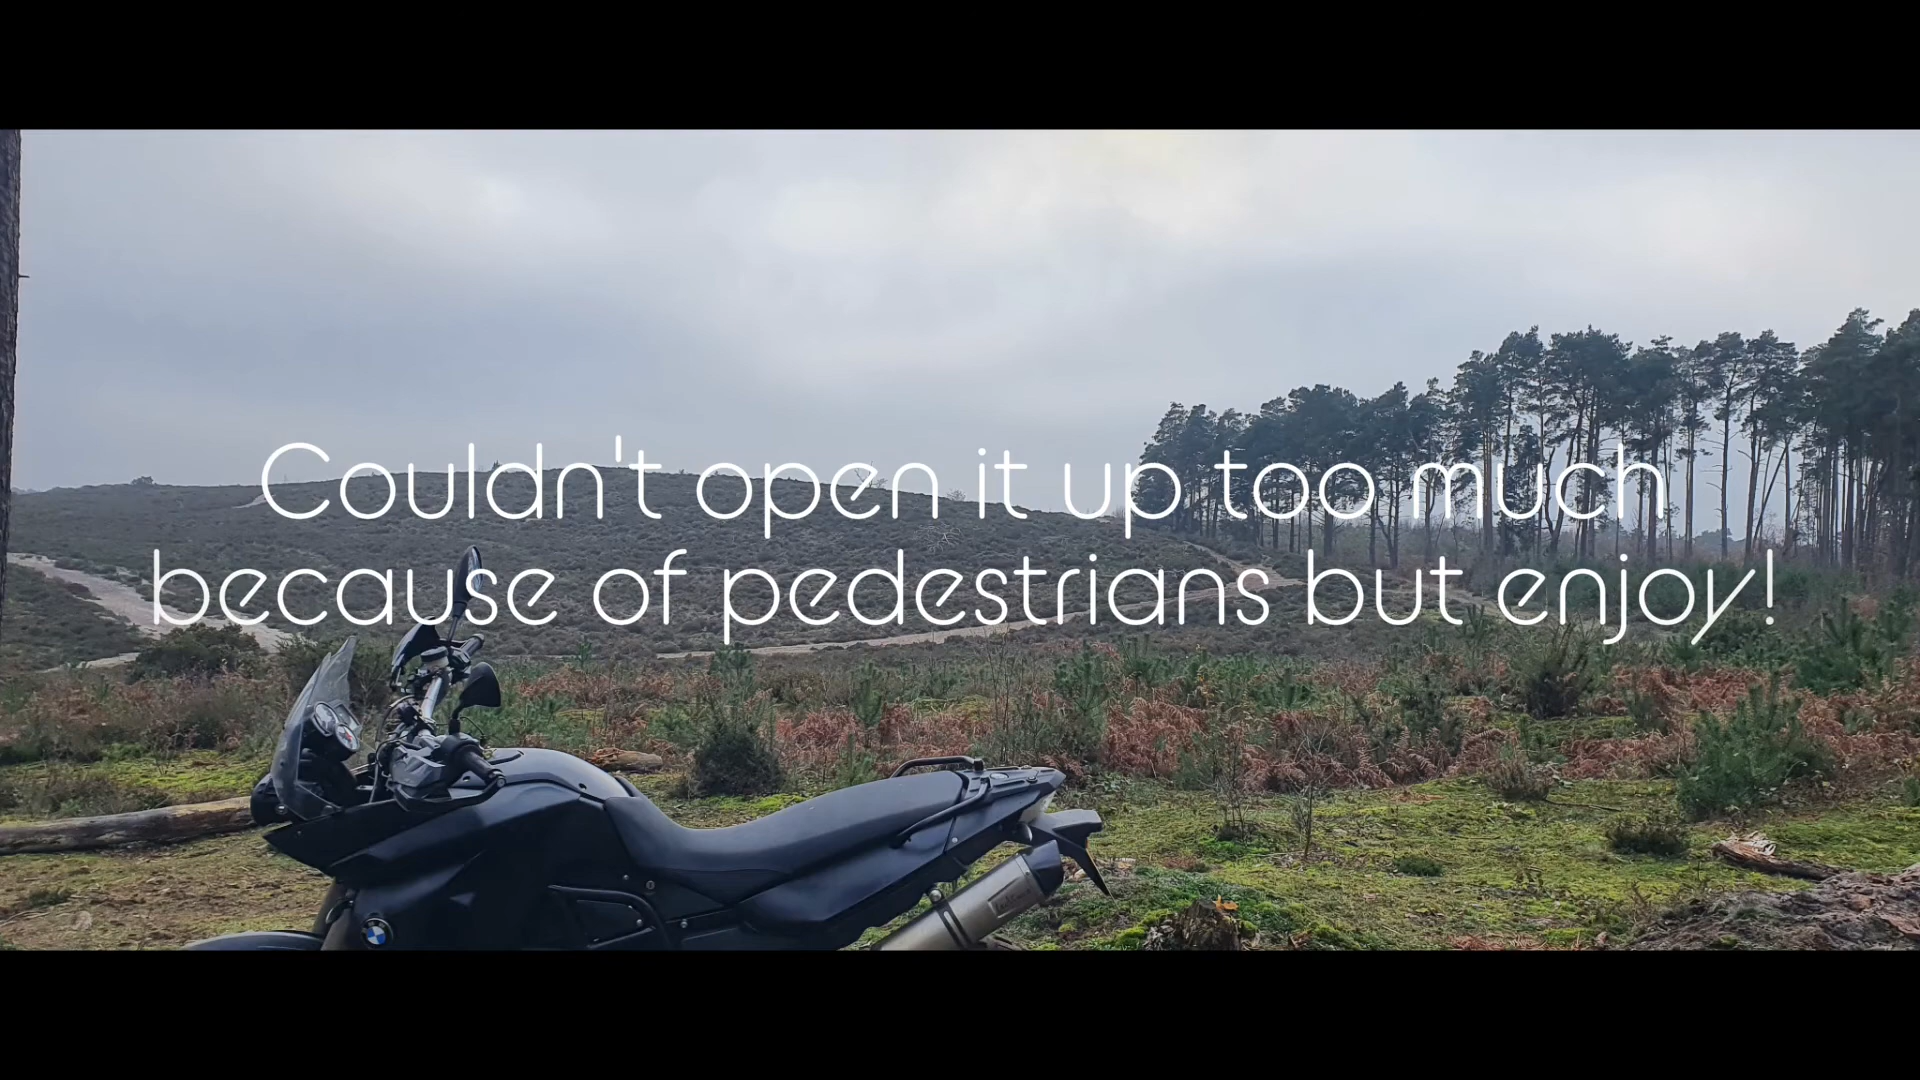 Couldn't open it up too much
because of pedestrians but enjoy!